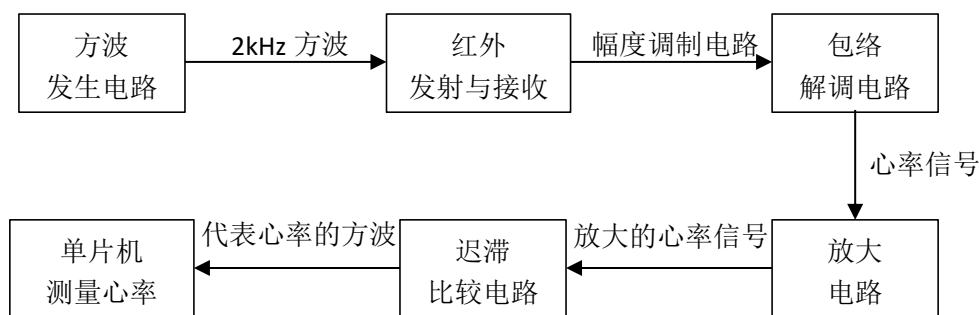 方波
发生电路
2kHz 方波
红外
发射与接收
幅度调制电路
包络
解调电路
心率信号
放大
电路
放大的心率信号
迟滞
比较电路
代表心率的方波
单片机
测量心率